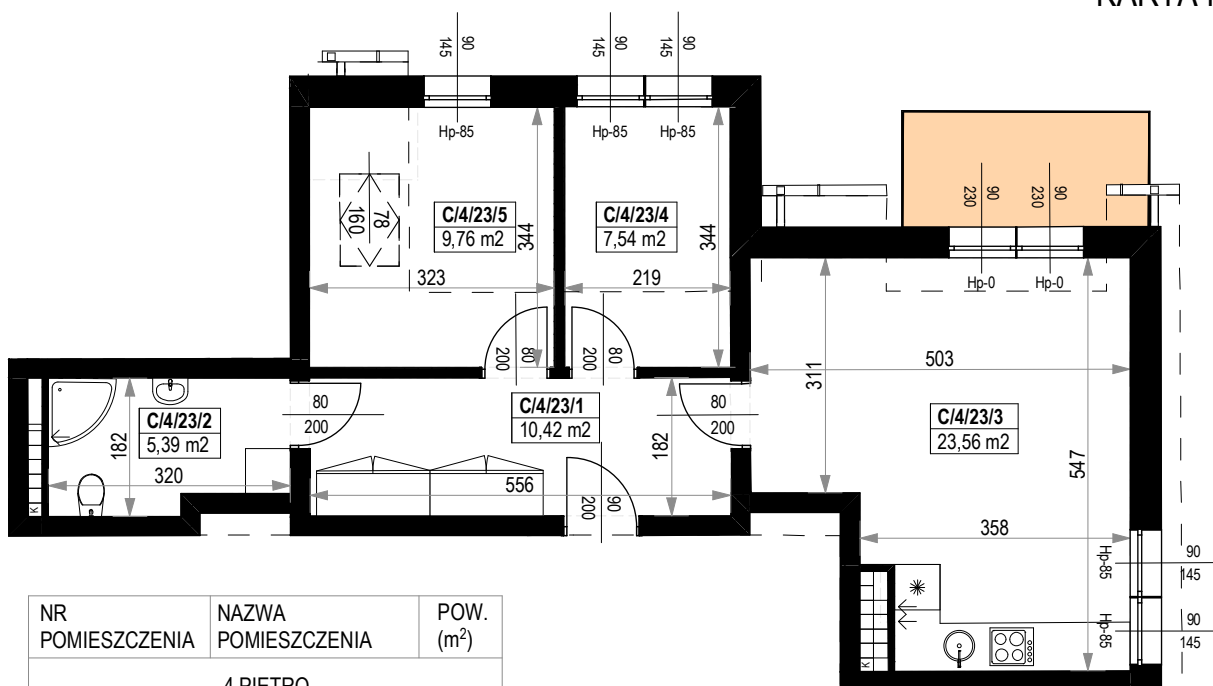 145 90
145 90
90
Hp-85
Hp-85
Hp-85
230 90
230 90
160 78
C/4/23/5
9,76 m2
344
C/4/23/4
7,54 m2
344
323
219
Hp-0
Hp-0
200 80
200 80
311
503
80
200
C/4/23/1
10,42 m2
80
200
C/4/23/2
5,39 m2
182
320
182
C/4/23/3
23,56 m2
547
556
200 90
358
K
K
Hp-85
90
145
Hp-85
90
145
NR POMIESZCZENIA
NAZWA POMIESZCZENIA
POW. (m²)
4 PIĘTRO